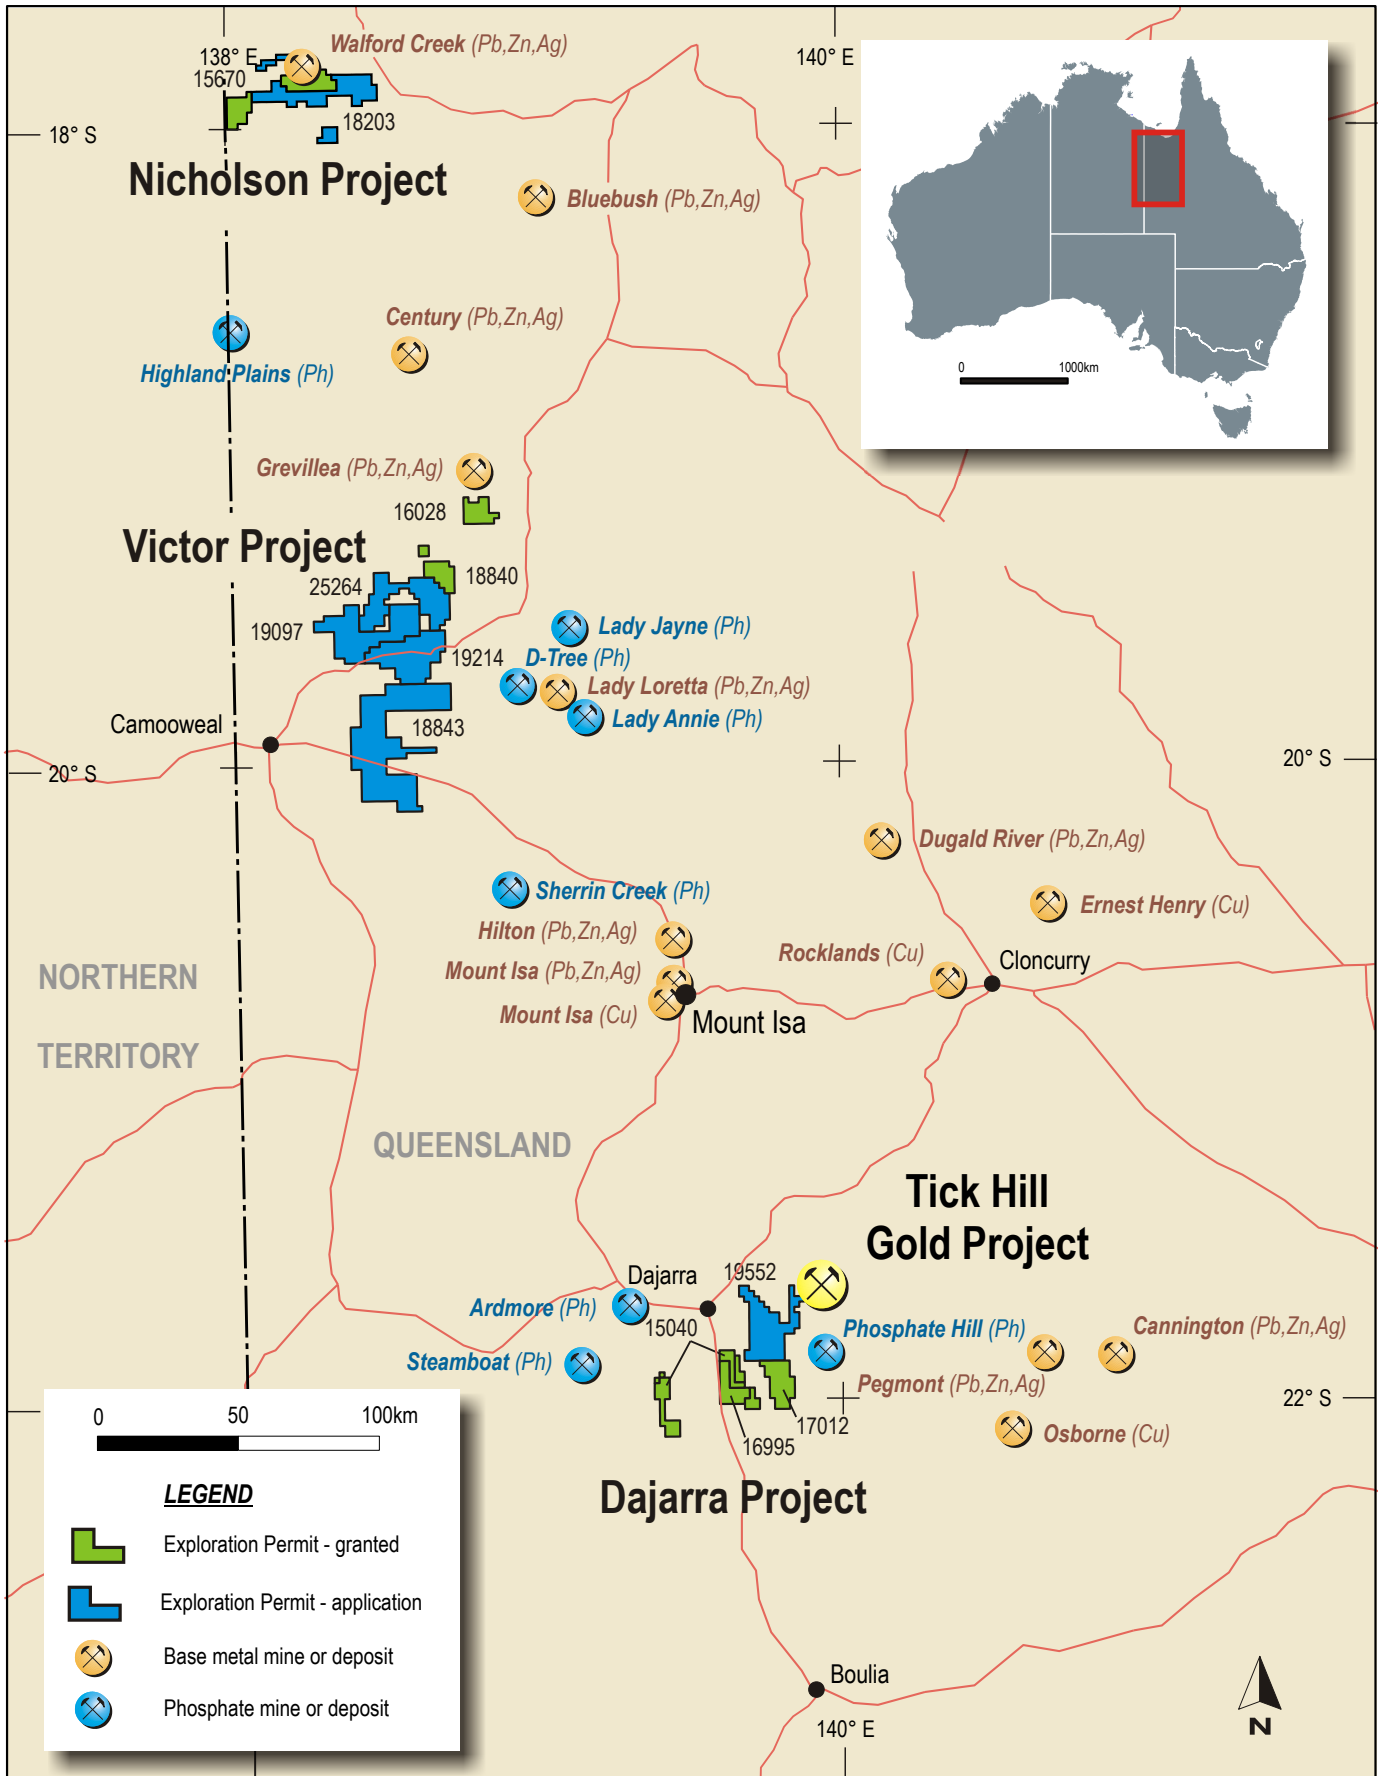 Walford Creek (Pb,Zn,Ag)
138° E
140° E
15670
18203
18° S
Nicholson Project
Bluebush (Pb,Zn,Ag)
Century (Pb,Zn,Ag)
Highland Plains (Ph)
0 1000km
Grevillea (Pb,Zn,Ag)
16028
Victor Project
18840
25264
19097
Lady Jayne (Ph)
19214
D-Tree (Ph)
Lady Loretta (Pb,Zn,Ag)
Lady Annie (Ph)
Camooweal
18843
20° S
20° S
Dugald River (Pb,Zn,Ag)
Sherrin Creek (Ph)
Ernest Henry (Cu)
Hilton (Pb,Zn,Ag)
Rocklands (Cu)
Cloncurry
Mount Isa (Pb,Zn,Ag)
Mount Isa (Cu)
Mount Isa
NORTHERN
TERRITORY
QUEENSLAND
Tick Hill
Gold Project
Dajarra
19552
Ardmore (Ph)
15040
Phosphate Hill (Ph)
Cannington (Pb,Zn,Ag)
Steamboat (Ph)
Pegmont (Pb,Zn,Ag)
22° S
17012
16995
Osborne (Cu)
Dajarra Project
0 50 100km
LEGEND
Exploration Permit - granted
Exploration Permit - application
Base metal mine or deposit
Phosphate mine or deposit
Boulia
140° E
N